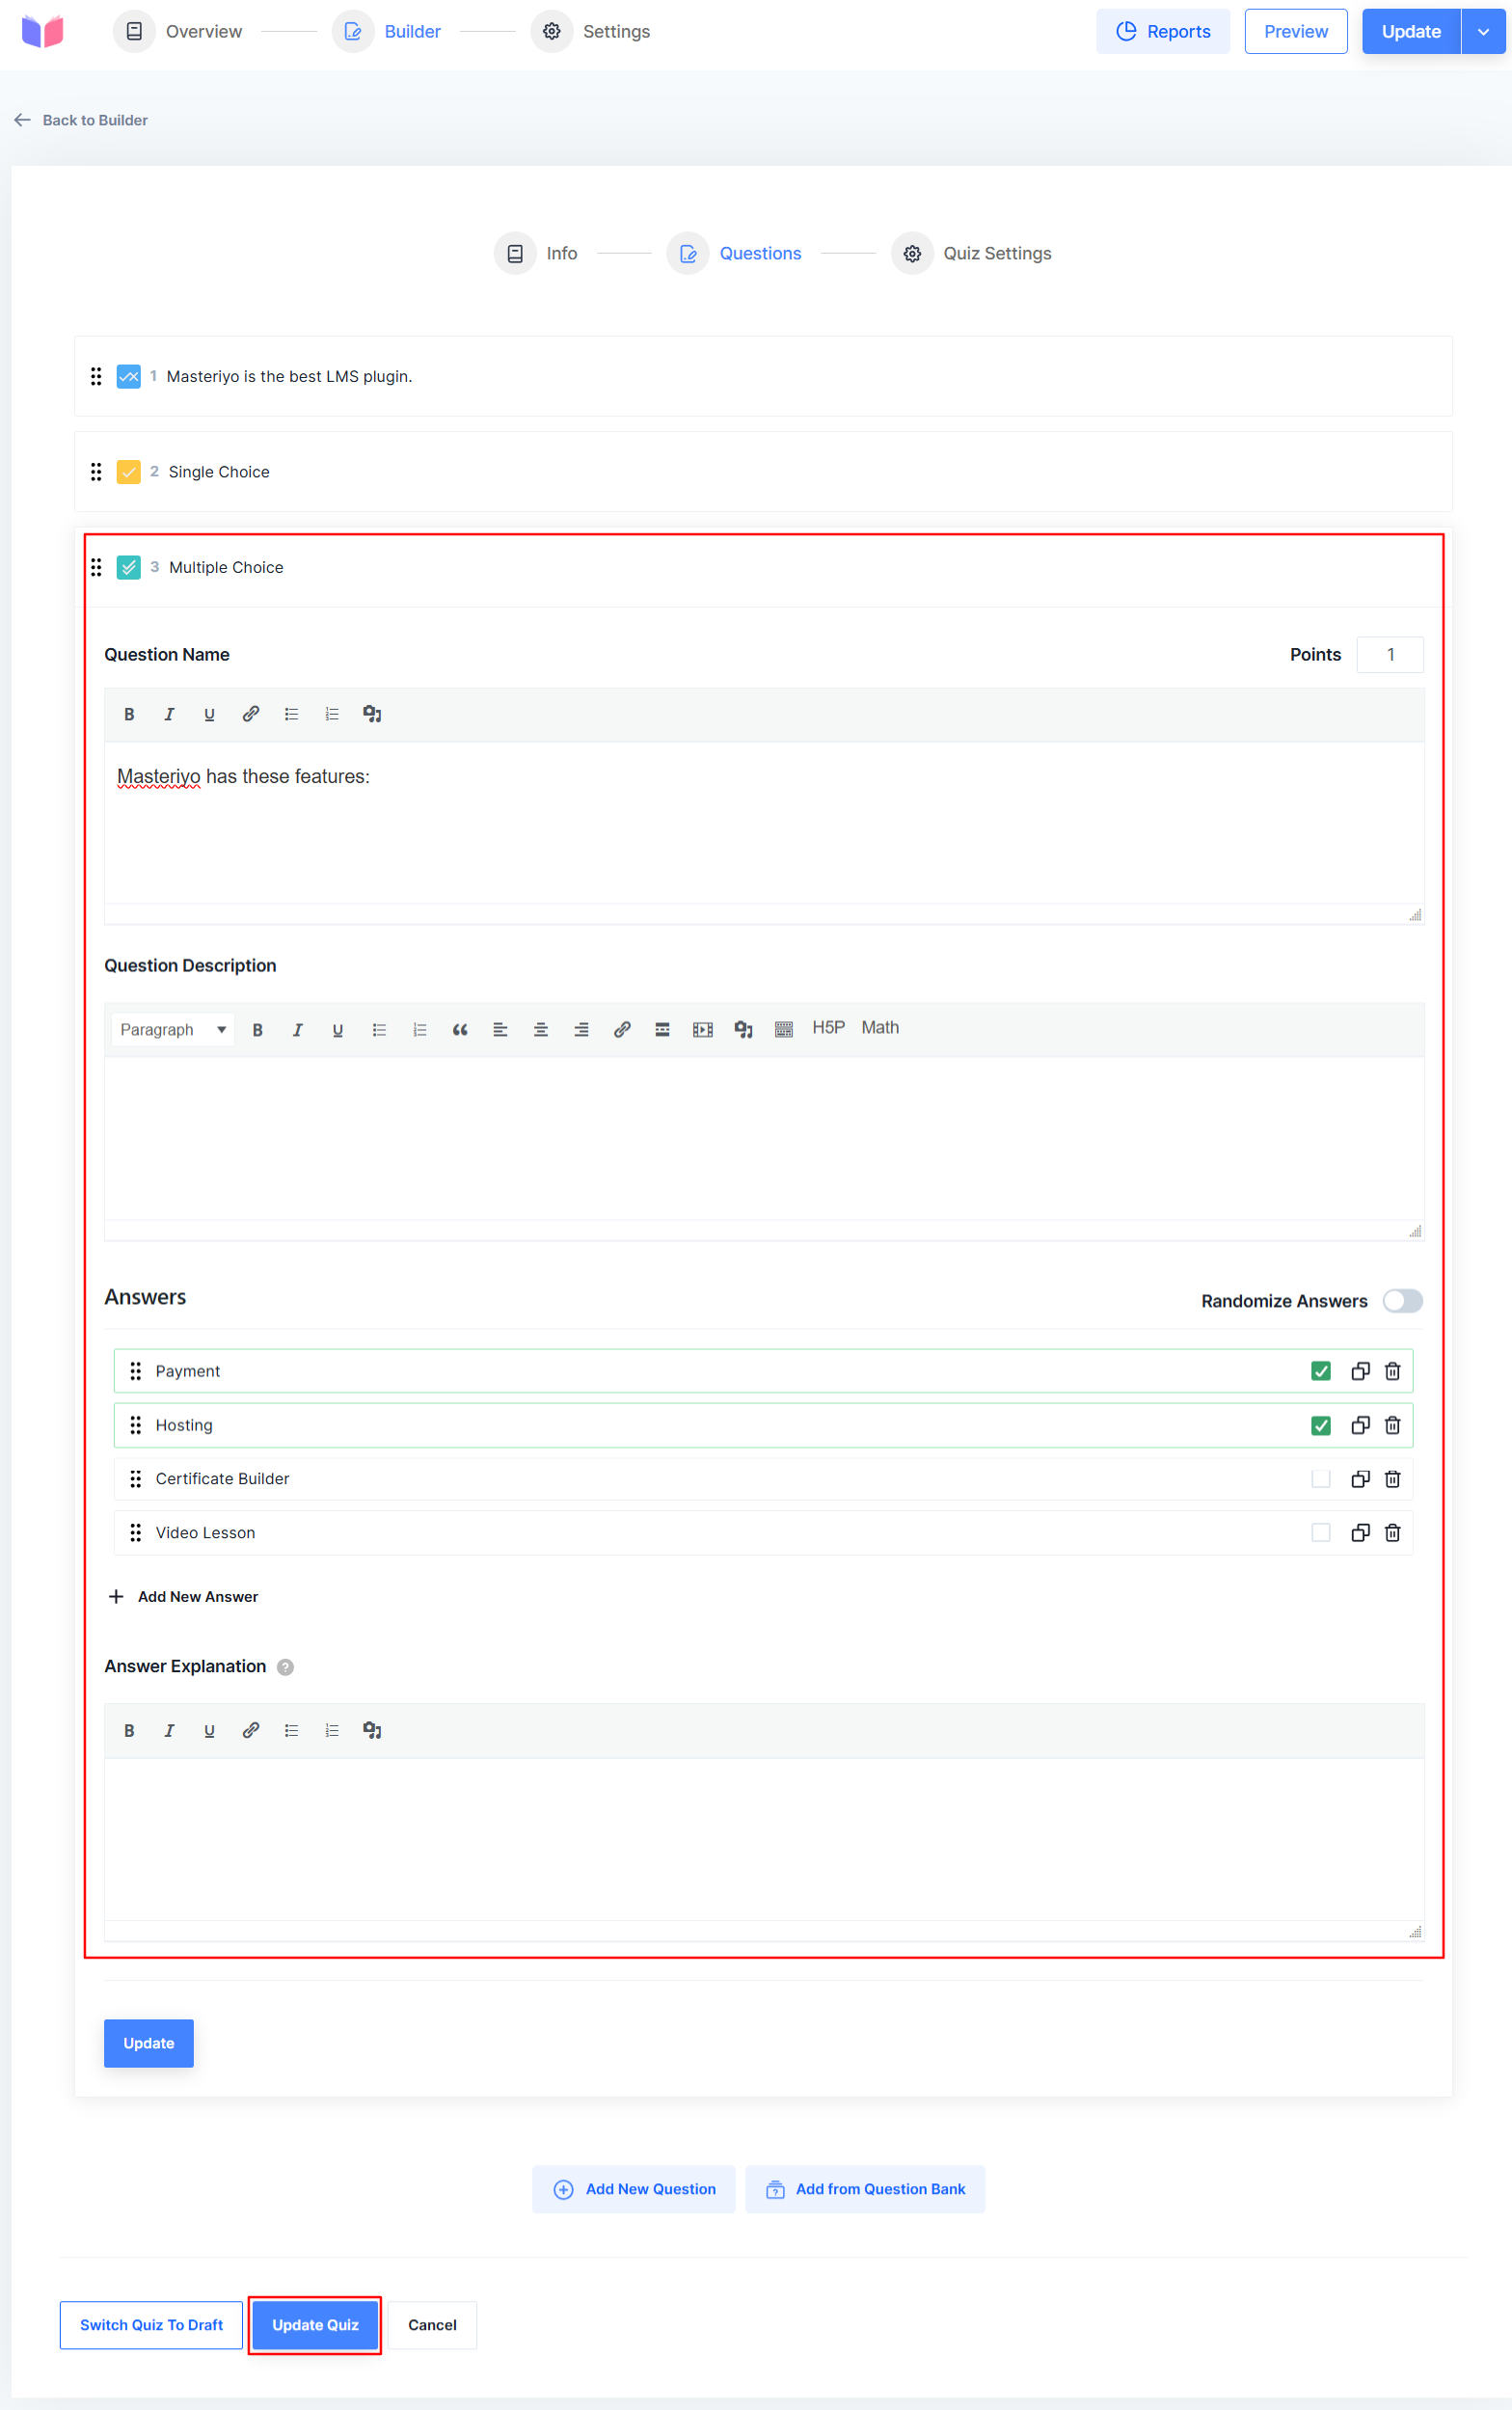 Overview Builder Settings Reports Preview Update
Back to Builder
Info Questions Quiz Settings
1 Masteriyo is the best LMS plugin.
2 Single Choice
3 Multiple Choice
Question Name Points 1
B I U
Masteriyo has these features:
Question Description
Paragraph B I U H5P Math
Answers Randomize Answers
Payment
Hosting
Certificate Builder
Video Lesson
Add New Answer
Answer Explanation ?
B I U
Update
Add New Question Add from Question Bank
Switch Quiz To Draft Update Quiz Cancel